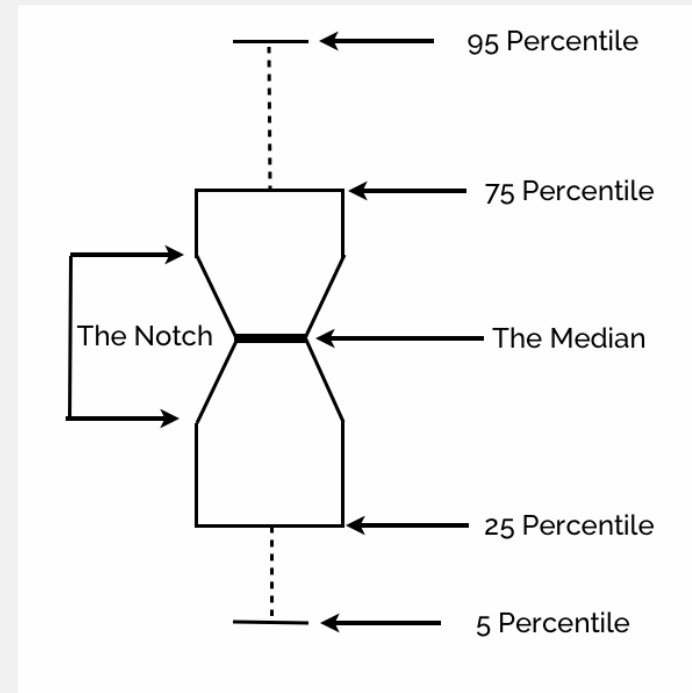 95 Percentile
75 Percentile
The Notch
The Median
25 Percentile
5 Percentile